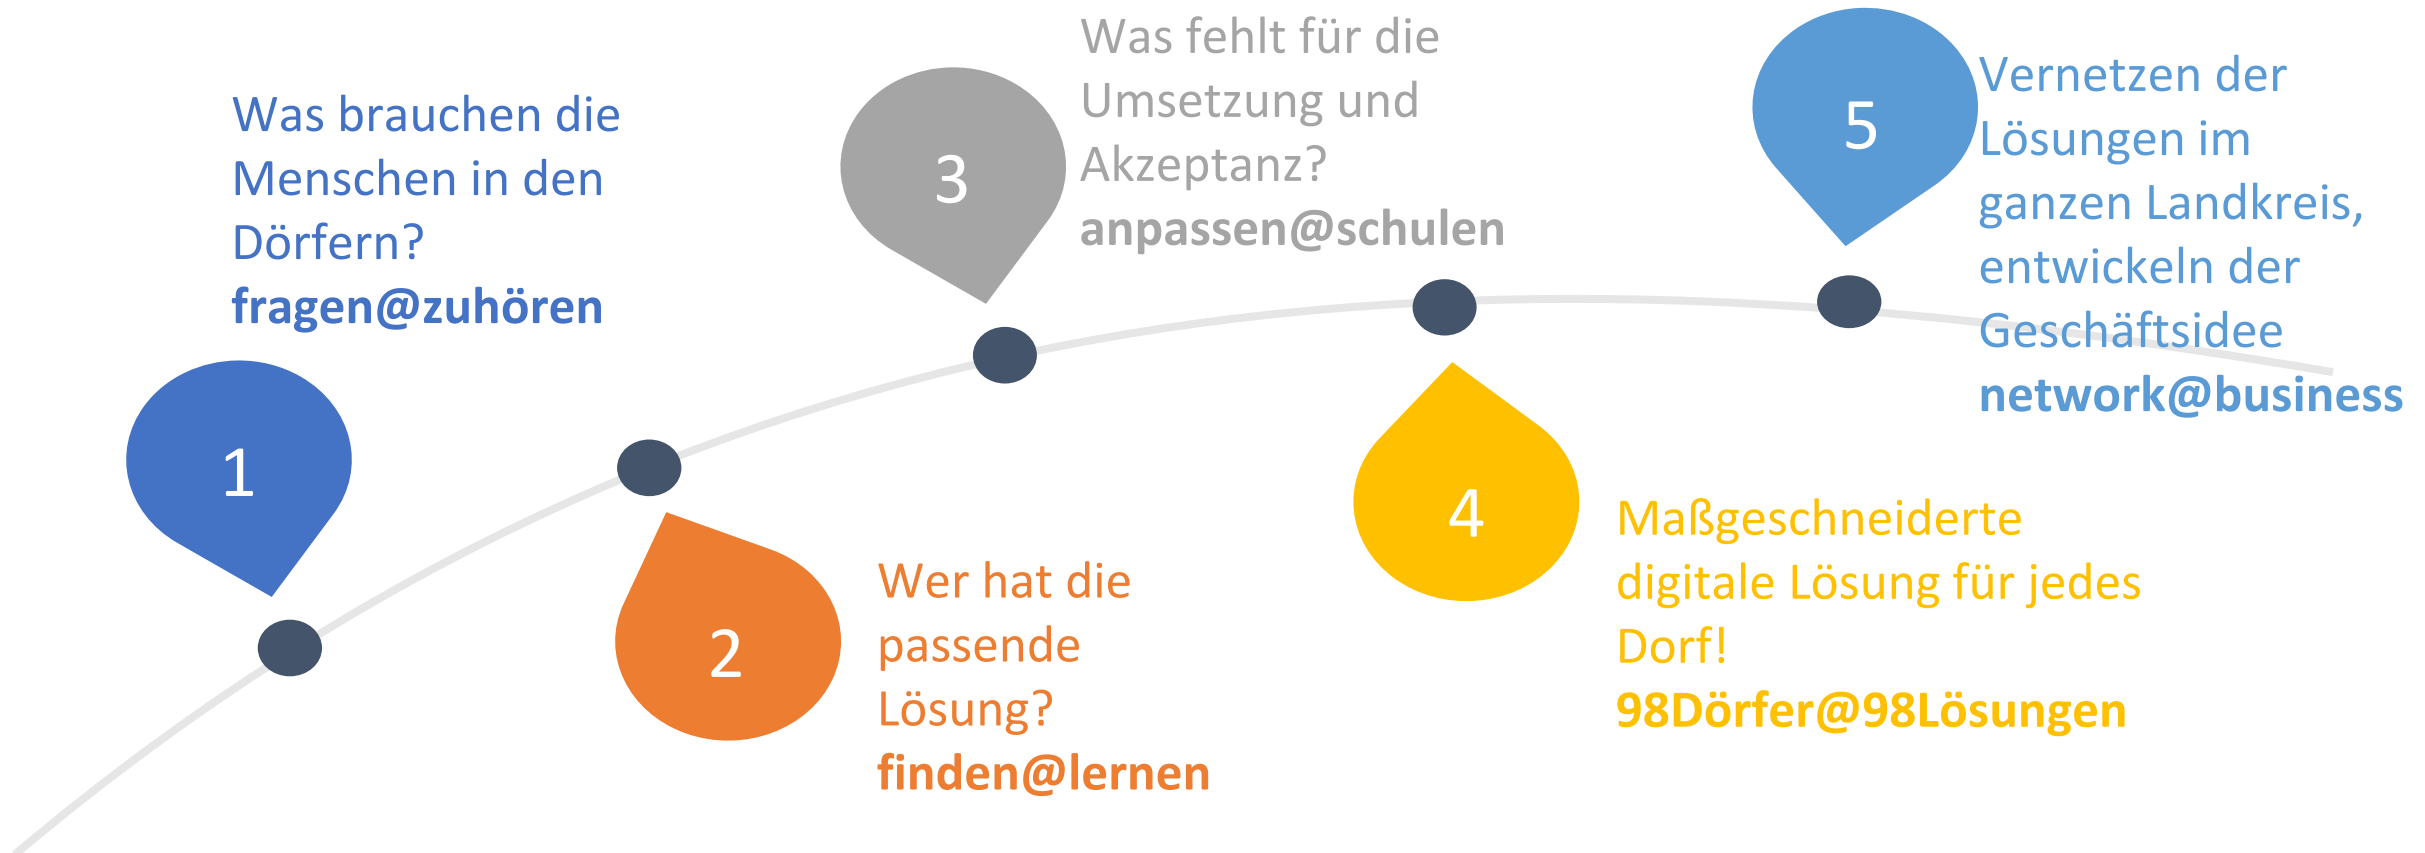 1
Was brauchen die
Menschen in den
Dörfern?
fragen@zuhören
2
Wer hat die
passende
Lösung?
finden@lernen
3
Was fehlt für die
Umsetzung und
Akzeptanz?
anpassen@schulen
4
Maßgeschneiderte
digitale Lösung für jedes
Dorf!
98Dörfer@98Lösungen
5
Vernetzen der
Lösungen im
ganzen Landkreis,
entwickeln der
Geschäftsidee
network@business